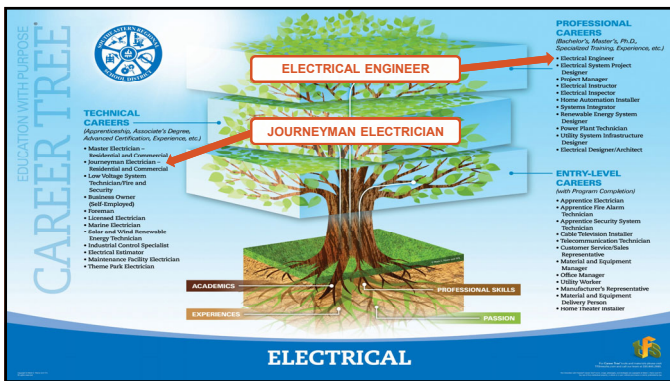 EDUCATION WITH PURPOSE
CAREER TREE
SOUTHEASTERN REGIONAL
SCHOOL DISTRICT
ELECTRICAL ENGINEER
JOURNEYMAN ELECTRICIAN
TECHNICAL
CAREERS
(Apprenticeship, Associate's Degree,
Advanced Certification, Experience, etc.)
• Master Electrician –
Residential and Commercial
• Journeyman Electrician –
Residential and Commercial
• Low Voltage System
Technician/Fire and
Security
• Business Owner
(Self-Employed)
• Foreman
• Licensed Electrician
• Marine Electrician
• Solar and Wind Renewable
Energy Technician
• Industrial Control Specialist
• Electrical Estimator
• Maintenance Facility Electrician
• Theme Park Electrician
PROFESSIONAL
CAREERS
(Bachelor's, Master's, Ph.D.,
Specialized Training, Experience, etc.)
• Electrical Engineer
• Electrical System Project
Designer
• Project Manager
• Electrical Instructor
• Electrical Inspector
• Home Automation Installer
• Systems Integrator
• Renewable Energy System
Designer
• Power Plant Technician
• Utility System Infrastructure
Designer
• Electrical Designer/Architect
ENTRY-LEVEL
CAREERS
(with Program Completion)
• Apprentice Electrician
• Apprentice Fire Alarm
Technician
• Apprentice Security System
Technician
• Cable Television Installer
• Telecommunication Technician
• Customer Service/Sales
Representative
• Material and Equipment
Manager
• Office Manager
• Utility Worker
• Manufacturer's Representative
• Material and Equipment
Delivery Person
• Home Theater Installer
ACADEMICS
PROFESSIONAL SKILLS
EXPERIENCES
PASSION
ELECTRICAL